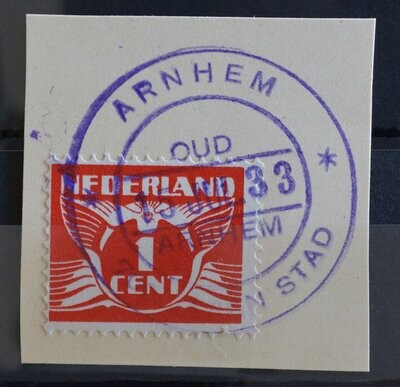 ARNHEM
OUD
33
ARNHEM
STAD
NEDERLAND
1
CENT